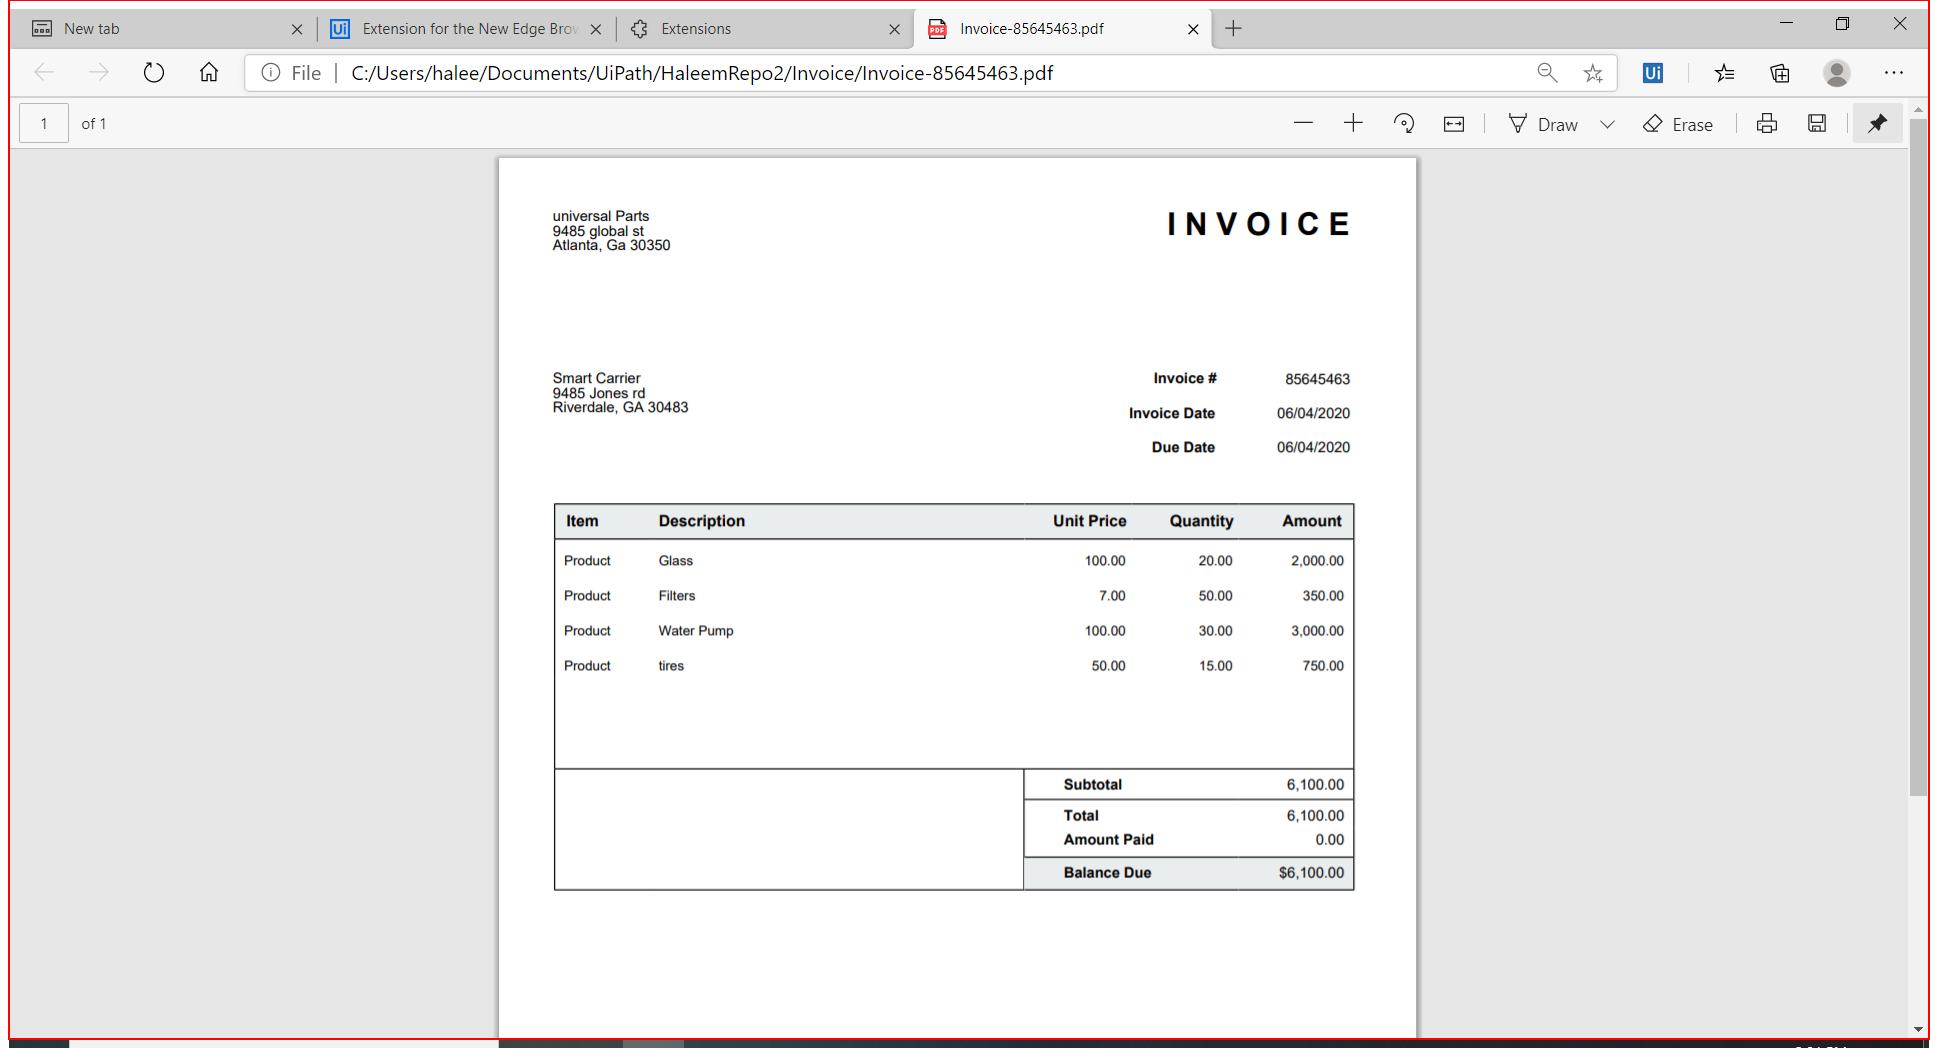 New tab
Ui Extension for the New Edge Brow
Extensions
PDF Invoice-85645463.pdf
File C:/Users/halee/Documents/UiPath/HaleemRepo2/Invoice/Invoice-85645463.pdf
Ui
1 of 1
Draw
Erase
universal Parts
9485 global st
Atlanta, Ga 30350
INVOICE
Smart Carrier
9485 Jones rd
Riverdale, GA 30483
Invoice # 85645463
Invoice Date 06/04/2020
Due Date 06/04/2020
Item Description Unit Price Quantity Amount
Product Glass 100.00 20.00 2,000.00
Product Filters 7.00 50.00 350.00
Product Water Pump 100.00 30.00 3,000.00
Product tires 50.00 15.00 750.00
Subtotal 6,100.00
Total 6,100.00
Amount Paid 0.00
Balance Due $6,100.00